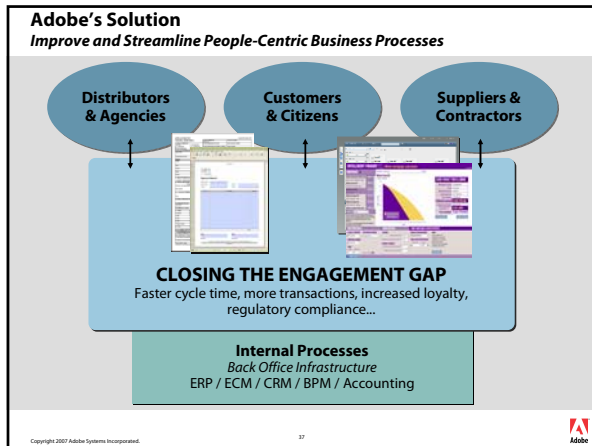 Adobe’s Solution
Improve and Streamline People-Centric Business Processes
Distributors
& Agencies
Customers
& Citizens
Suppliers &
Contractors
CLOSING THE ENGAGEMENT GAP
Faster cycle time, more transactions, increased loyalty,
regulatory compliance...
Internal Processes
Back Office Infrastructure
ERP / ECM / CRM / BPM / Accounting
Copyright 2007 Adobe Systems Incorporated.
37
Adobe